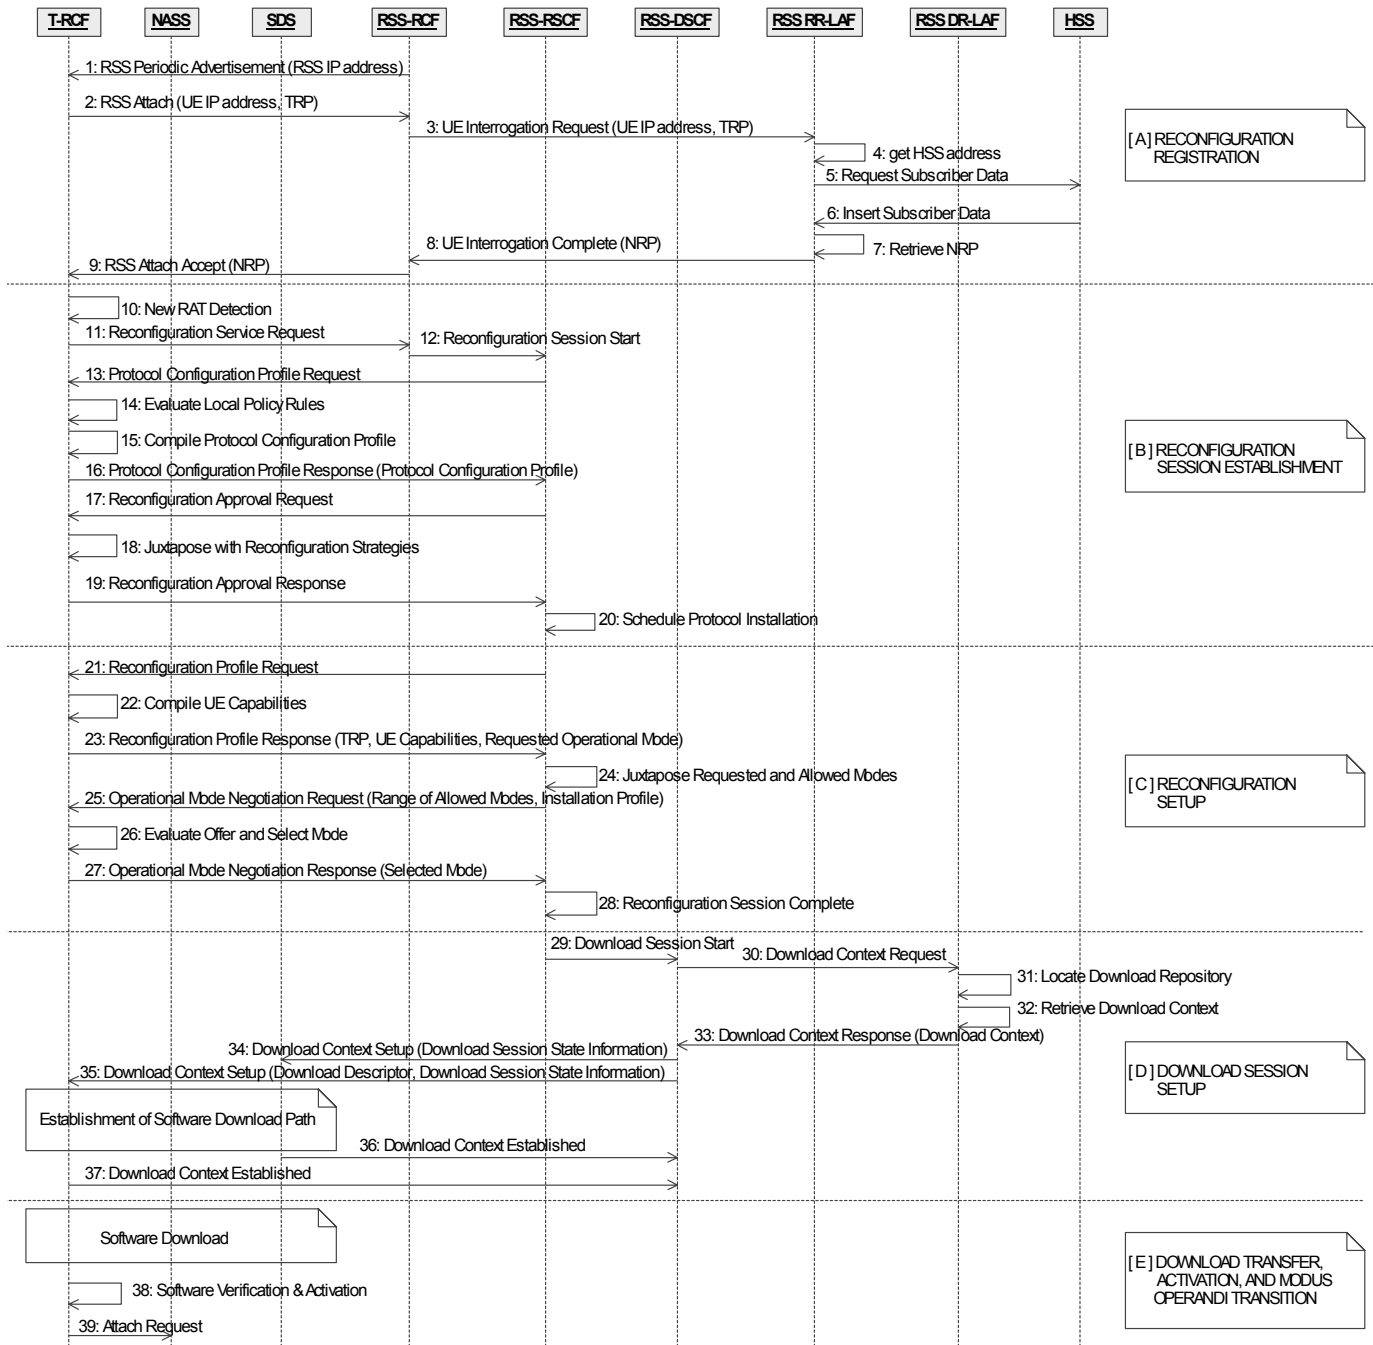 T-RCF NASS SDS RSS-RCF RSS-RSCF RSS-DSCF RSS RR-LAF RSS DR-LAF HSS
1: RSS Periodic Advertisement (RSS IP address)
2: RSS Attach (UE IP address, TRP)
3: UE Interrogation Request (UE IP address, TRP)
4: get HSS address
5: Request Subscriber Data
6: Insert Subscriber Data
7: Retrieve NRP
8: UE Interrogation Complete (NRP)
9: RSS Attach Accept (NRP)
[ A ] RECONFIGURATION
REGISTRATION
10: New RAT Detection
11: Reconfiguration Service Request
12: Reconfiguration Session Start
13: Protocol Configuration Profile Request
14: Evaluate Local Policy Rules
15: Compile Protocol Configuration Profile
16: Protocol Configuration Profile Response (Protocol Configuration Profile)
17: Reconfiguration Approval Request
18: Juxtapose with Reconfiguration Strategies
19: Reconfiguration Approval Response
20: Schedule Protocol Installation
[ B ] RECONFIGURATION
SESSION ESTABLISHMENT
21: Reconfiguration Profile Request
22: Compile UE Capabilities
23: Reconfiguration Profile Response (TRP, UE Capabilities, Requested Operational Mode)
24: Juxtapose Requested and Allowed Modes
25: Operational Mode Negotiation Request (Range of Allowed Modes, Installation Profile)
26: Evaluate Offer and Select Mode
27: Operational Mode Negotiation Response (Selected Mode)
28: Reconfiguration Session Complete
[ C ] RECONFIGURATION
SETUP
29: Download Session Start
30: Download Context Request
31: Locate Download Repository
32: Retrieve Download Context
33: Download Context Response (Download Context)
34: Download Context Setup (Download Session State Information)
35: Download Context Setup (Download Descriptor, Download Session State Information)
Establishment of Software Download Path
36: Download Context Established
37: Download Context Established
[ D ] DOWNLOAD SESSION
SETUP
Software Download
38: Software Verification & Activation
39: Attach Request
[ E ] DOWNLOAD TRANSFER,
ACTIVATION, AND MODUS
OPERANDI TRANSITION